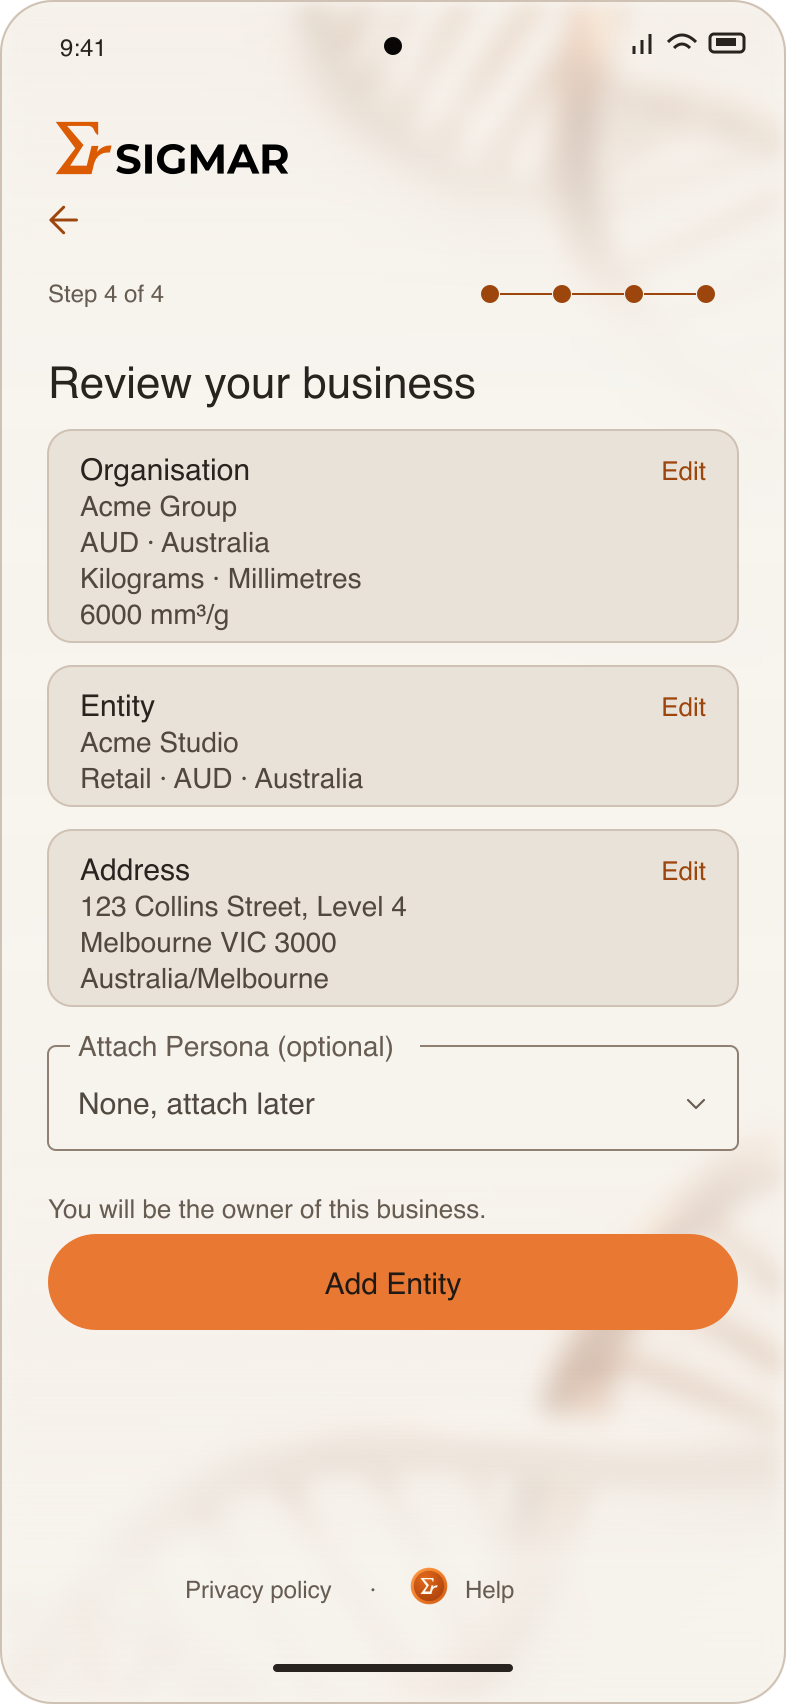 9:41
Σr SIGMAR
Step 4 of 4
Review your business
Organisation
Edit
Acme Group
AUD · Australia
Kilograms · Millimetres
6000 mm³/g
Entity
Edit
Acme Studio
Retail · AUD · Australia
Address
Edit
123 Collins Street, Level 4
Melbourne VIC 3000
Australia/Melbourne
Attach Persona (optional)
None, attach later
You will be the owner of this business.
Add Entity
Privacy policy · Σr Help